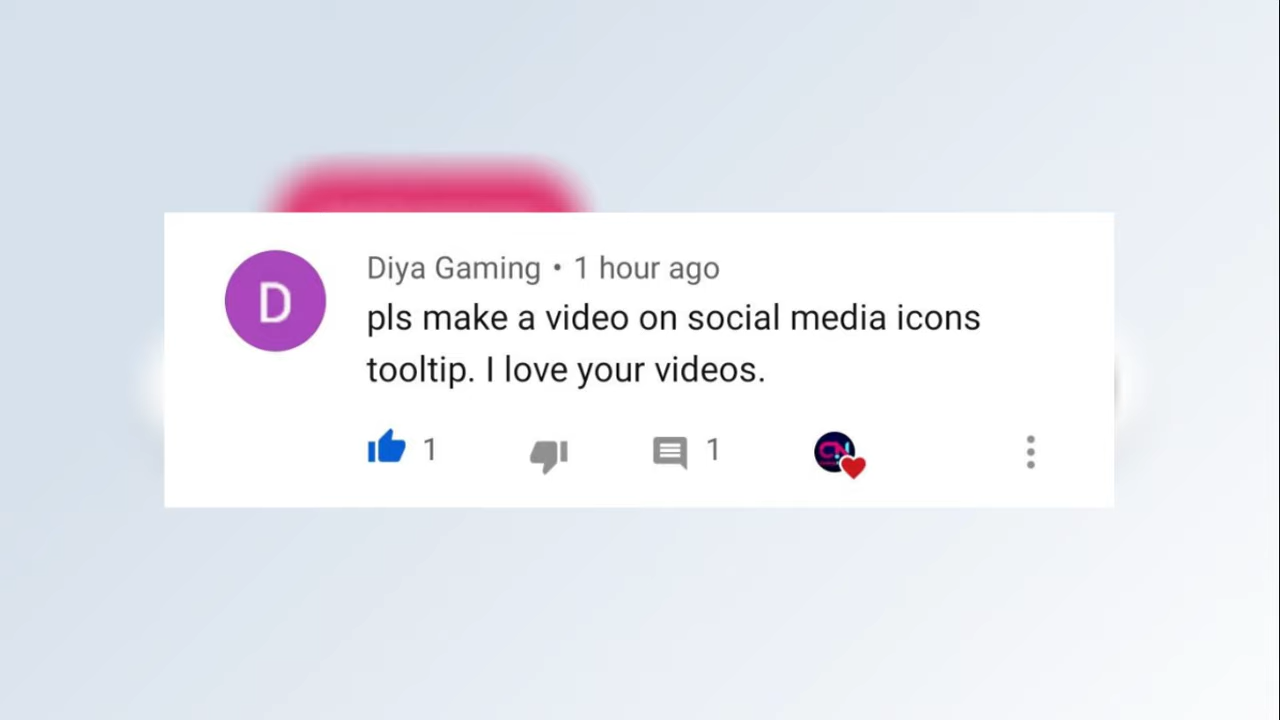 D
Diya Gaming • 1 hour ago
pls make a video on social media icons
tooltip. I love your videos.
1
1